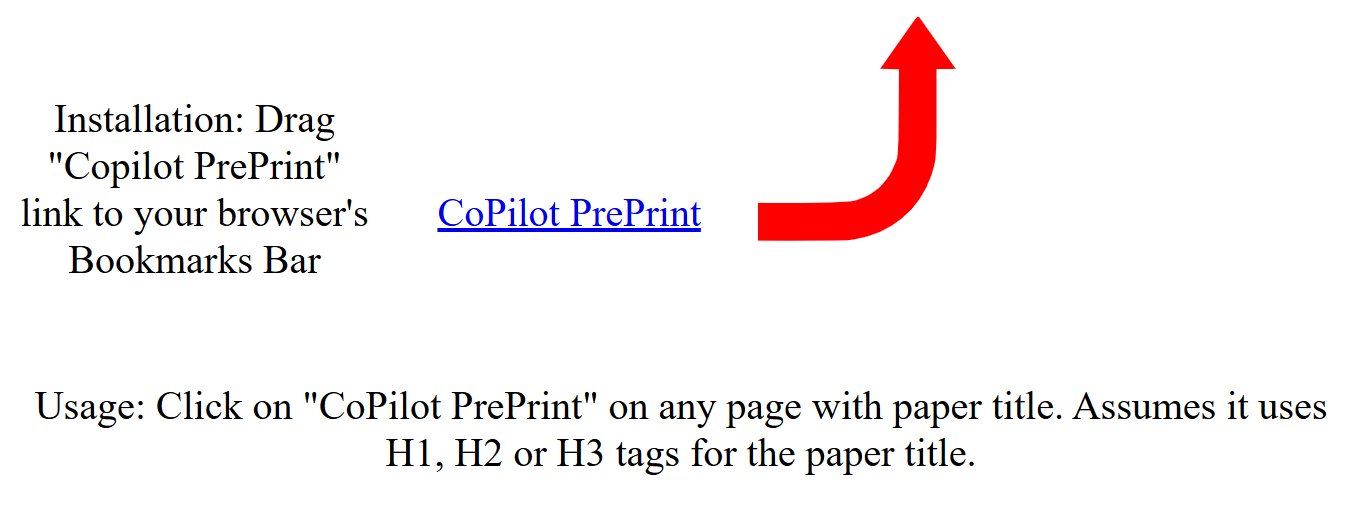 Installation: Drag
"Copilot PrePrint"
link to your browser's
Bookmarks Bar
CoPilot PrePrint
Usage: Click on "CoPilot PrePrint" on any page with paper title. Assumes it uses
H1, H2 or H3 tags for the paper title.